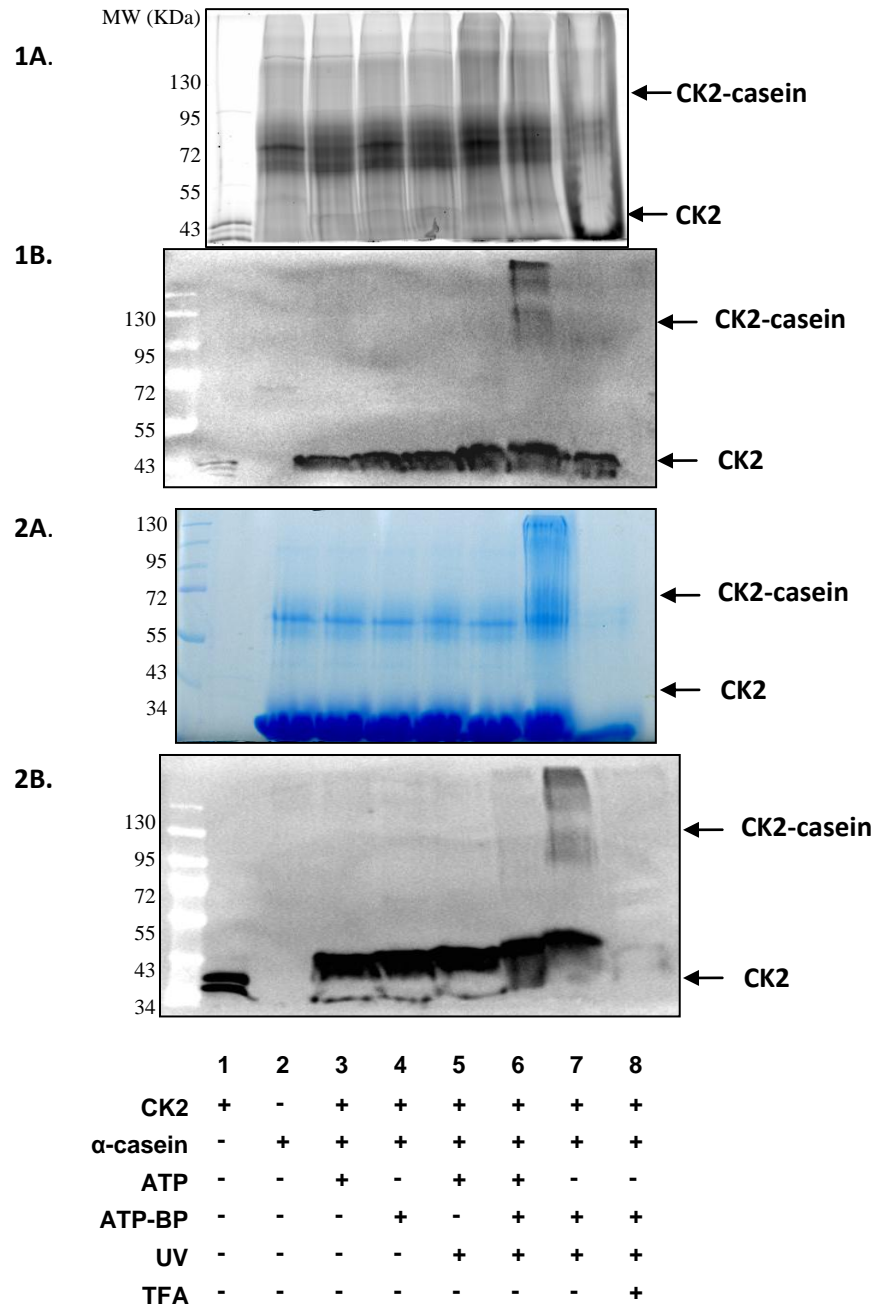 MW (KDa)
1A.
130
95
72
55
43
CK2-casein
CK2
1B.
130
95
72
55
43
CK2-casein
CK2
2A.
130
95
72
55
43
34
CK2-casein
CK2
2B.
130
95
72
55
43
34
CK2-casein
CK2
1 2 3 4 5 6 7 8
CK2 + - + + + + + +
α-casein - + + + + + + +
ATP - - + - + + - -
ATP-BP - - - + - + + +
UV - - - - + + + +
TFA - - - - - - - +